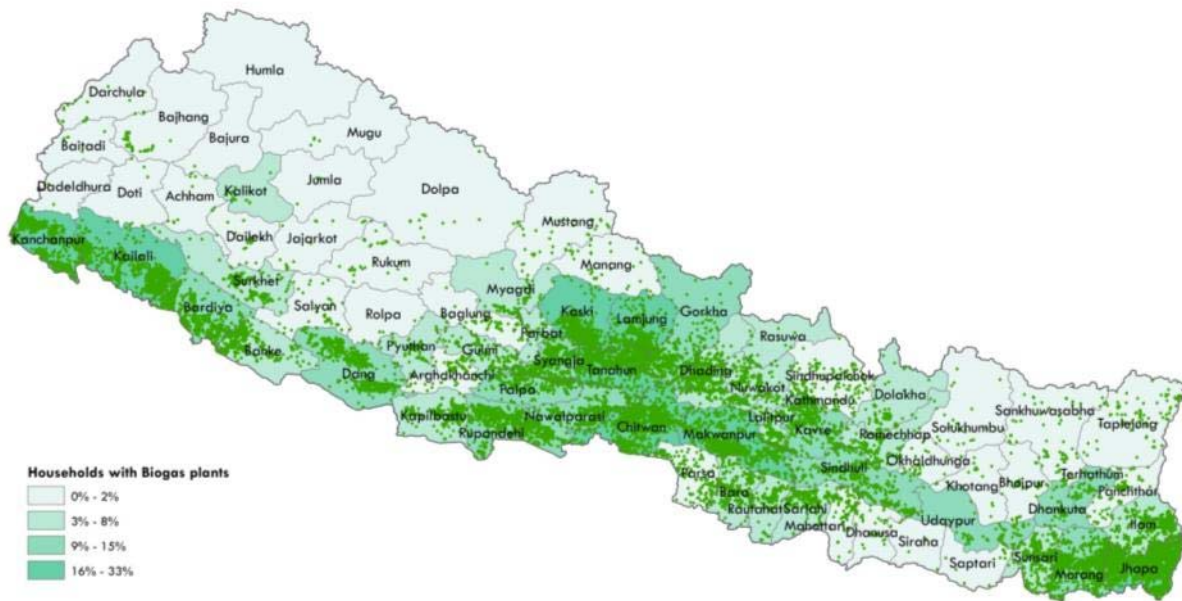 Humla
Darchula
Bajhang
Bajura
Mugu
Baitadi
Dadeldhura
Doti
Achham
Kalikot
Jumla
Dolpa
Mustang
Dailekh
Jajarkot
Manang
Kanchanpur
Kailali
Rukum
Surkhet
Myagdi
Kaski
Lamjung
Gorkha
Bardiya
Salyan
Rolpa
Baglung
Parbat
Rasuwa
Banke
Pyuthan
Gulmi
Syangja
Tanahun
Dhading
Nuwakot
Sindhupalcook
Dang
Arghakhanchi
Palpa
Kathmandu
Dolakha
Sankhuwasabha
Taplejung
Kapilbastu
Nawalparasi
Rupandehi
Chitwan
Makwanpur
Lalitpur
Kavre
Ramechhap
Solukhumbu
Sindhuli
Okhaldhunga
Khotang
Bhojpur
Terhathum
Panchthar
Parsa
Bara
Rautahat
Sarlahi
Mahottari
Dhanusa
Siraha
Udaypur
Dhankuta
Ilam
Saptari
Sunsari
Morang
Jhapa
Households with Biogas plants
0% - 2%
3% - 8%
9% - 15%
16% - 33%